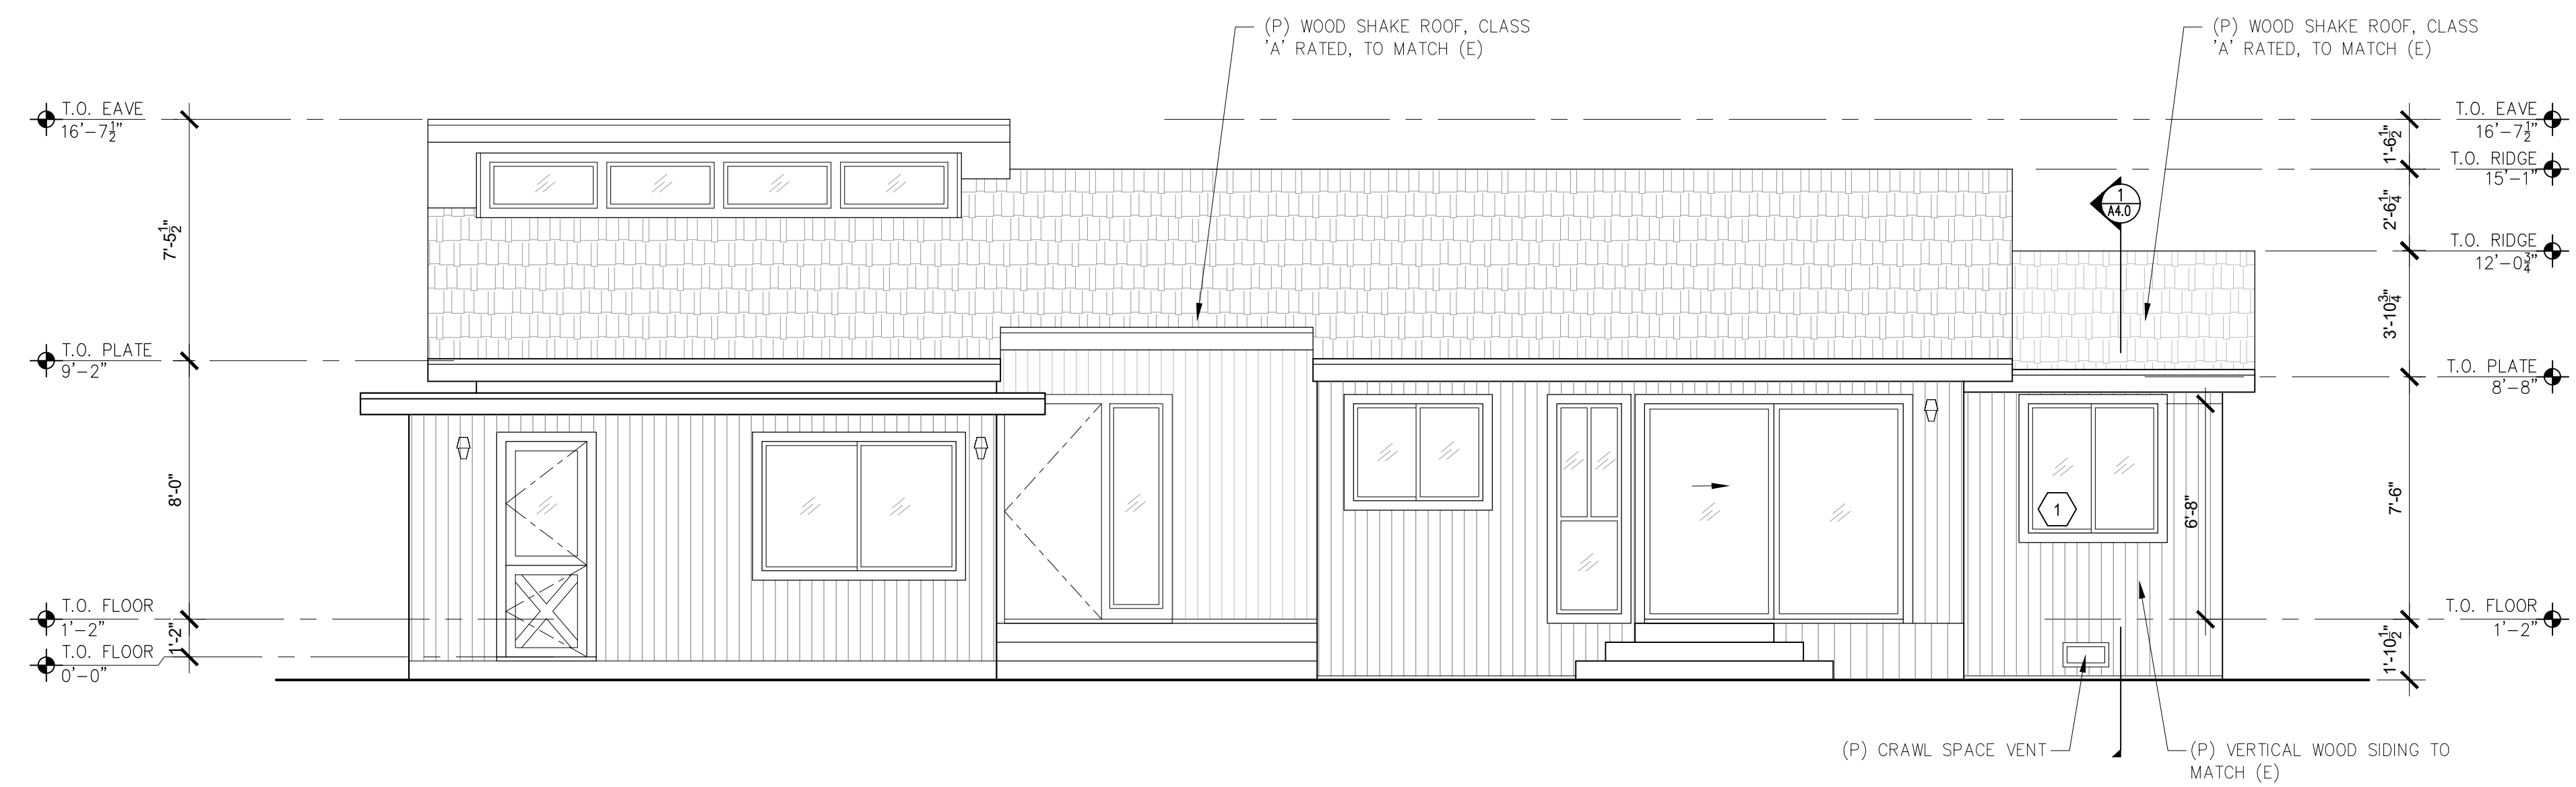 (P) WOOD SHAKE ROOF, CLASS
'A' RATED, TO MATCH (E)
(P) WOOD SHAKE ROOF, CLASS
'A' RATED, TO MATCH (E)
T.O. EAVE
16'-7½"
T.O. PLATE
9'-2"
T.O. FLOOR
1'-2"
T.O. FLOOR
0'-0"
7'-5½"
8'-0"
1'-2"
1
A4.0
1
6'-8"
1'-6½"
2'-6¼"
3'-10¾"
7'-6"
1'-10½"
T.O. EAVE
16'-7½"
T.O. RIDGE
15'-1"
T.O. RIDGE
12'-0¾"
T.O. PLATE
8'-8"
T.O. FLOOR
1'-2"
(P) CRAWL SPACE VENT
(P) VERTICAL WOOD SIDING TO
MATCH (E)